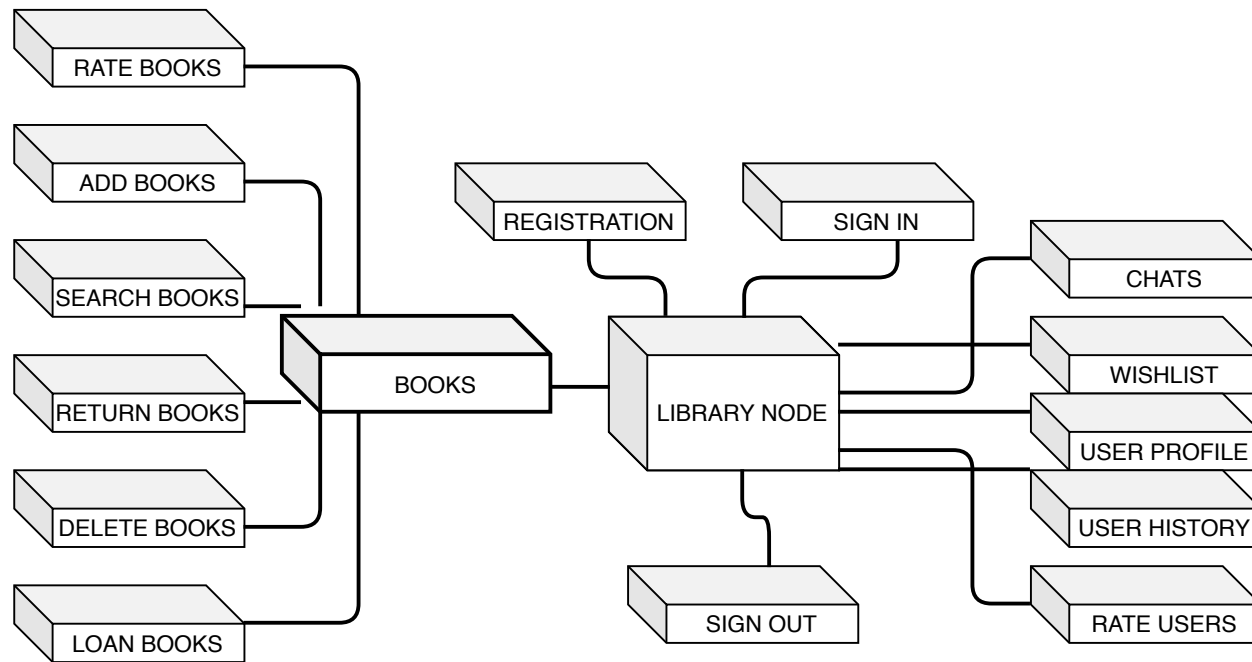 RATE BOOKS
ADD BOOKS
SEARCH BOOKS
RETURN BOOKS
DELETE BOOKS
LOAN BOOKS
BOOKS
REGISTRATION
SIGN IN
LIBRARY NODE
SIGN OUT
CHATS
WISHLIST
USER PROFILE
USER HISTORY
RATE USERS